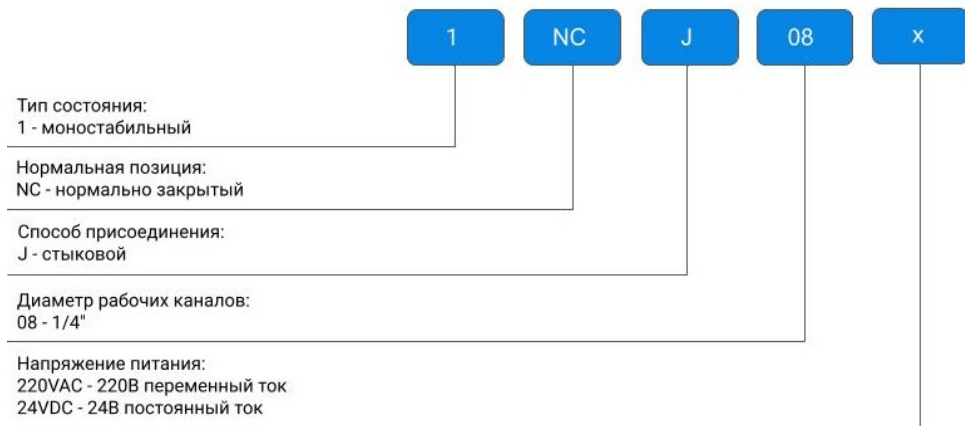 1 NC J 08 x
Тип состояния:
1 - моностабильный
Нормальная позиция:
NC - нормально закрытый
Способ присоединения:
J - стыковой
Диаметр рабочих каналов:
08 - 1/4"
Напряжение питания:
220VAC - 220В переменный ток
24VDC - 24В постоянный ток